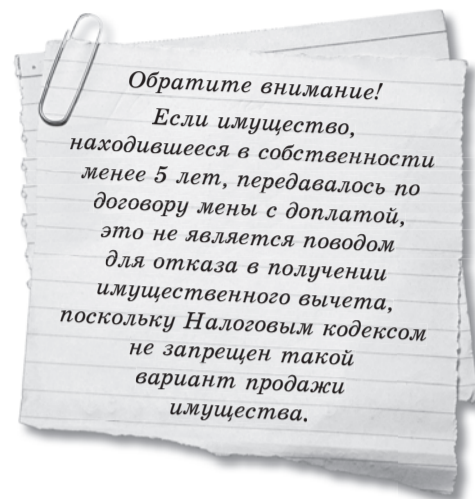 Обратите внимание!
Если имущество,
находившееся в собственности
менее 5 лет, передавалось по
договору мены с доплатой,
это не является поводом
для отказа в получении
имущественного вычета,
поскольку Налоговым кодексом
не запрещен такой
вариант продажи
имущества.